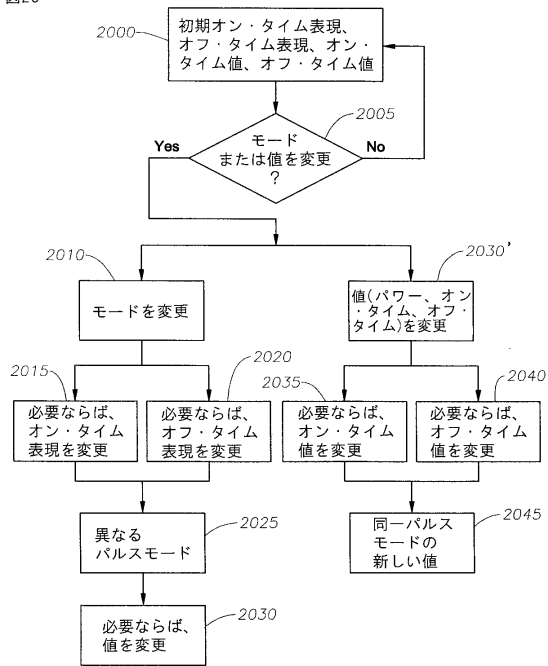 2000
初期オン・タイム表現、
オフ・タイム表現、オン・
タイム値、オフ・タイム値
2005
Yes
モード
または値を変更
?
No
2010
モードを変更
2030'
値(パワー、オン
・タイム、オフ・
タイム)を変更
2015
必要ならば、
オン・タイム
表現を変更
2020
必要ならば、
オフ・タイム
表現を変更
2035
必要ならば、
オン・タイム
値を変更
2040
必要ならば、
オフ・タイム
値を変更
2025
異なる
パルスモード
2045
同一パルス
モードの
新しい値
2030
必要ならば、
値を変更